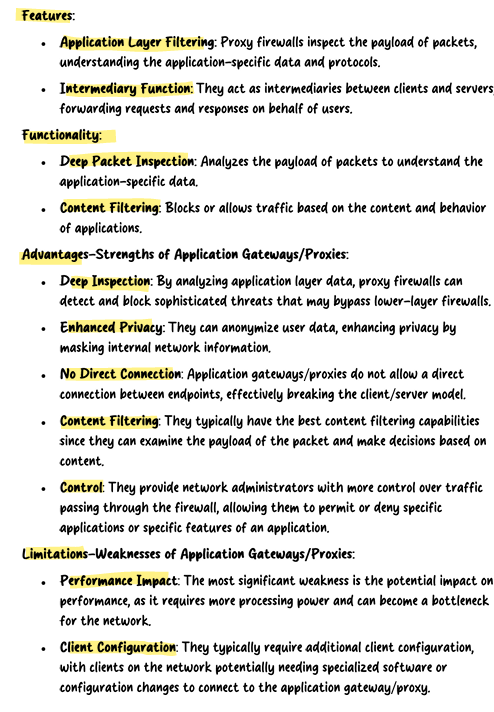 Features:
• Application Layer Filtering: Proxy firewalls inspect the payload of packets,
understanding the application-specific data and protocols.
• Intermediary Function: They act as intermediaries between clients and servers,
forwarding requests and responses on behalf of users.
Functionality:
• Deep Packet Inspection: Analyzes the payload of packets to understand the
application-specific data.
• Content Filtering: Blocks or allows traffic based on the content and behavior
of applications.
Advantages-Strengths of Application Gateways/Proxies:
• Deep Inspection: By analyzing application layer data, proxy firewalls can
detect and block sophisticated threats that may bypass lower-layer firewalls.
• Enhanced Privacy: They can anonymize user data, enhancing privacy by
masking internal network information.
• No Direct Connection: Application gateways/proxies do not allow a direct
connection between endpoints, effectively breaking the client/server model.
• Content Filtering: They typically have the best content filtering capabilities
since they can examine the payload of the packet and make decisions based on
content.
• Control: They provide network administrators with more control over traffic
passing through the firewall, allowing them to permit or deny specific
applications or specific features of an application.
Limitations-Weaknesses of Application Gateways/Proxies:
• Performance Impact: The most significant weakness is the potential impact on
performance, as it requires more processing power and can become a bottleneck
for the network.
• Client Configuration: They typically require additional client configuration,
with clients on the network potentially needing specialized software or
configuration changes to connect to the application gateway/proxy.